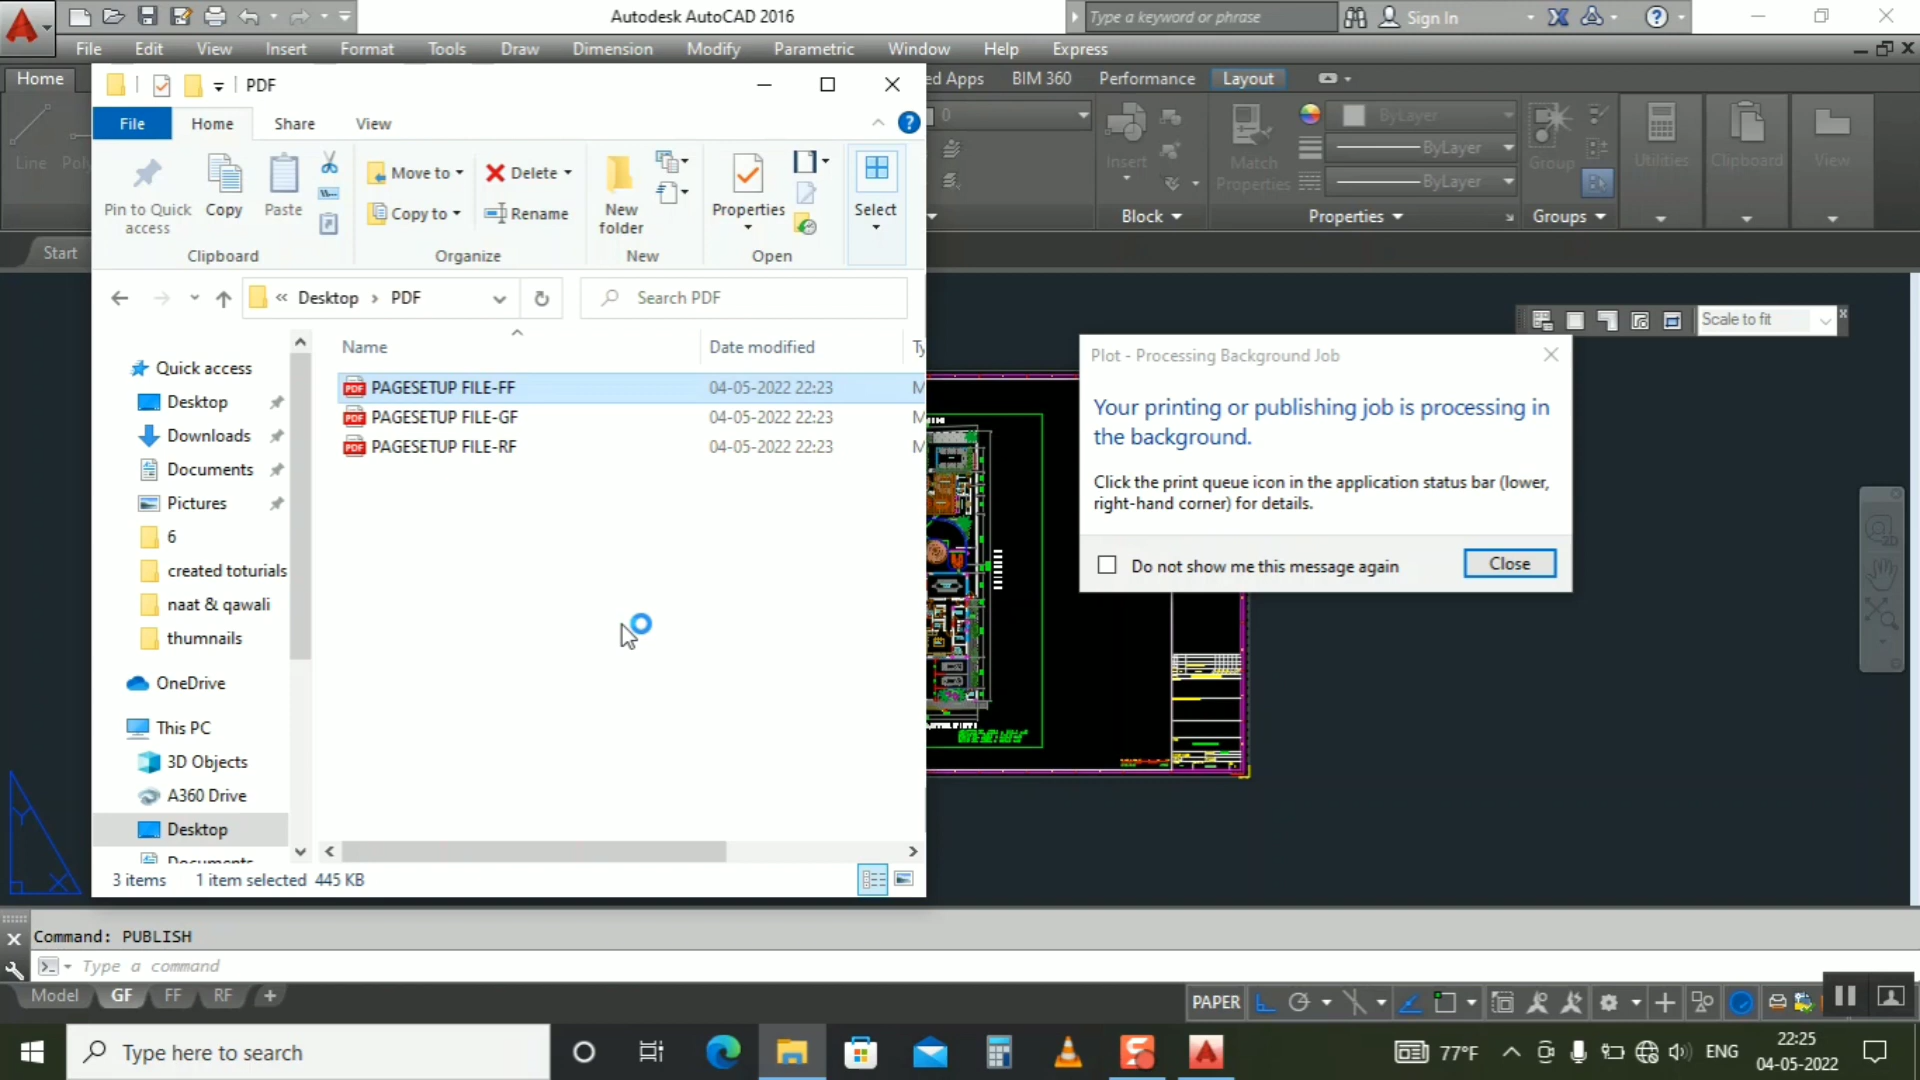 Autodesk AutoCAD 2016
Type a keyword or phrase
Sign In
File Edit View Insert Format Tools Draw Dimension Modify Parametric Window Help Express
Home
ed Apps BIM 360 Performance Layout
PDF
File Home Share View
Pin to Quick access
Copy
Paste
Move to
Copy to
Delete
Rename
New folder
Properties
Select
Clipboard Organize New Open
Line Poly
0
Insert
Match Properties
ByLayer
ByLayer
ByLayer
Group
Utilities
Clipboard
View
Block Properties Groups
Start
« Desktop › PDF
Search PDF
Name Date modified Ty
PAGESETUP FILE-FF 04-05-2022 22:23 M
PAGESETUP FILE-GF 04-05-2022 22:23 M
PAGESETUP FILE-RF 04-05-2022 22:23 M
Quick access
Desktop
Downloads
Documents
Pictures
6
created toturials
naat & qawali
thumnails
OneDrive
This PC
3D Objects
A360 Drive
Desktop
Documents
3 items 1 item selected 445 KB
Scale to fit
Plot - Processing Background Job
Your printing or publishing job is processing in
the background.
Click the print queue icon in the application status bar (lower,
right-hand corner) for details.
Do not show me this message again
Close
Y
X
Command: PUBLISH
Type a command
Model GF FF RF +
PAPER
Type here to search
77°F
ENG
22:25
04-05-2022